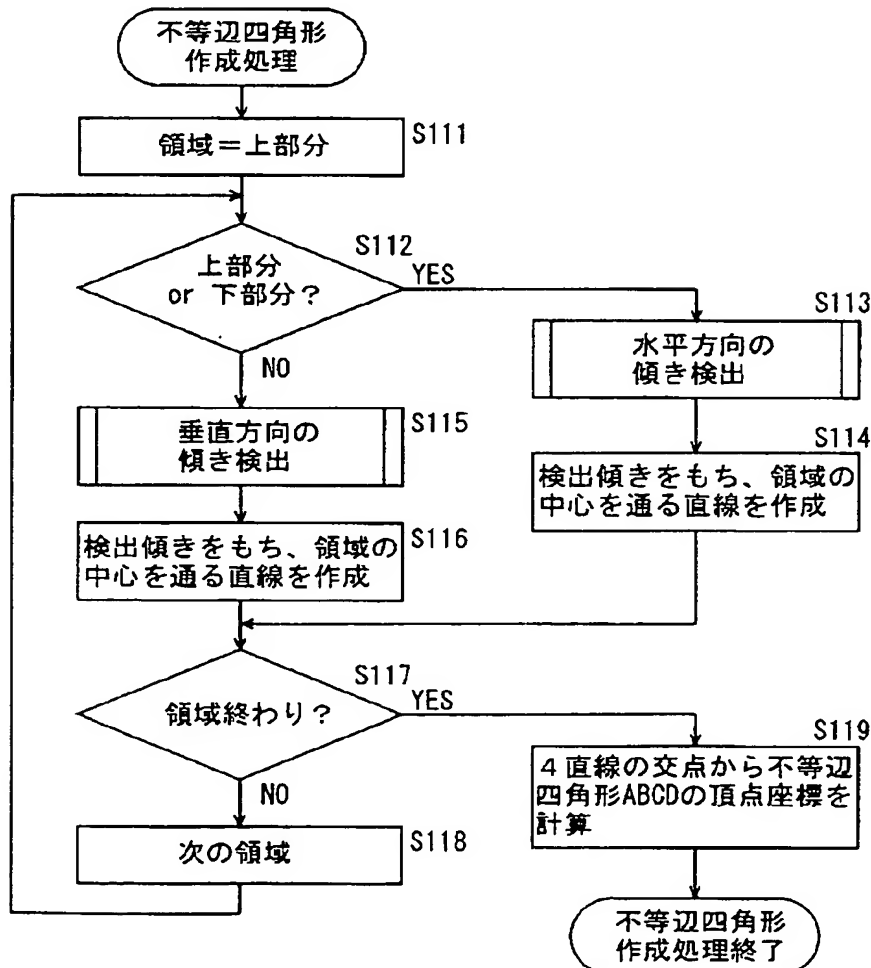 不等辺四角形
作成処理
領域＝上部分
S111
S112
上部分
or 下部分？
YES
NO
S113
水平方向の
傾き検出
S114
検出傾きをもち、領域の
中心を通る直線を作成
S115
垂直方向の
傾き検出
S116
検出傾きをもち、領域の
中心を通る直線を作成
S117
領域終わり？
YES
NO
S118
次の領域
S119
４直線の交点から不等辺
四角形ABCDの頂点座標を
計算
不等辺四角形
作成処理終了